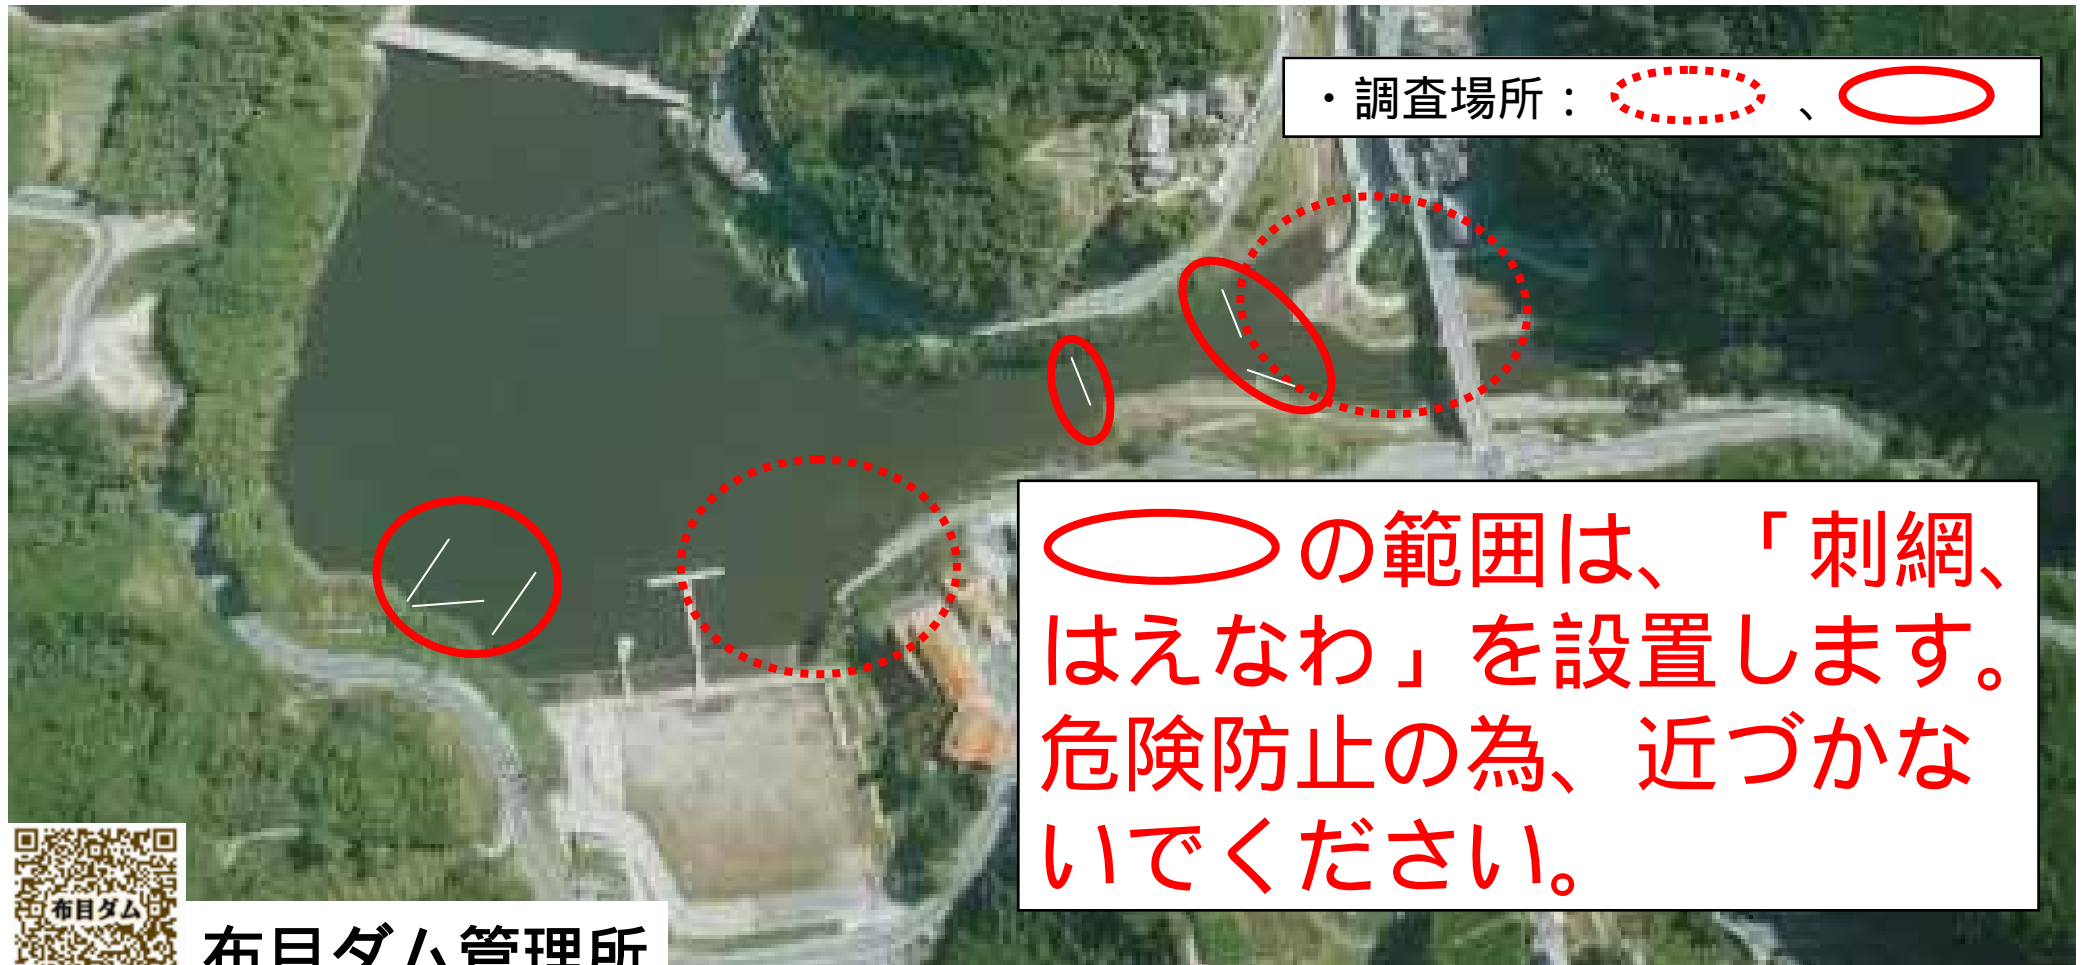 ・調査場所：　、
の範囲は、「刺網、
はえなわ」を設置します。
危険防止の為、近づかな
いでください。
布目ダム
布目ダム管理所